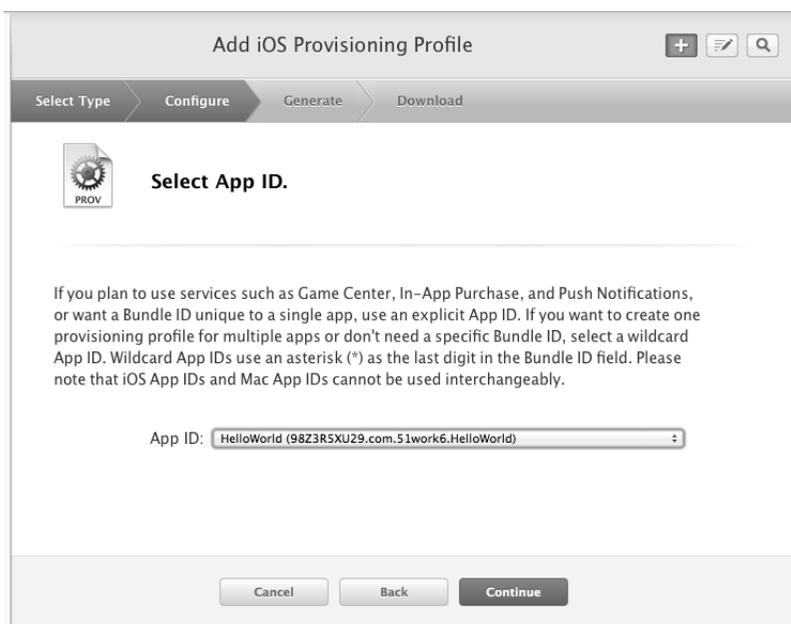 Add iOS Provisioning Profile
Select Type
Configure
Generate
Download
PROV
Select App ID.
If you plan to use services such as Game Center, In-App Purchase, and Push Notifications,
or want a Bundle ID unique to a single app, use an explicit App ID. If you want to create one
provisioning profile for multiple apps or don't need a specific Bundle ID, select a wildcard
App ID. Wildcard App IDs use an asterisk (*) as the last digit in the Bundle ID field. Please
note that iOS App IDs and Mac App IDs cannot be used interchangeably.
App ID: HelloWorld (98Z3R5XU29.com.51work6.HelloWorld)
Cancel
Back
Continue